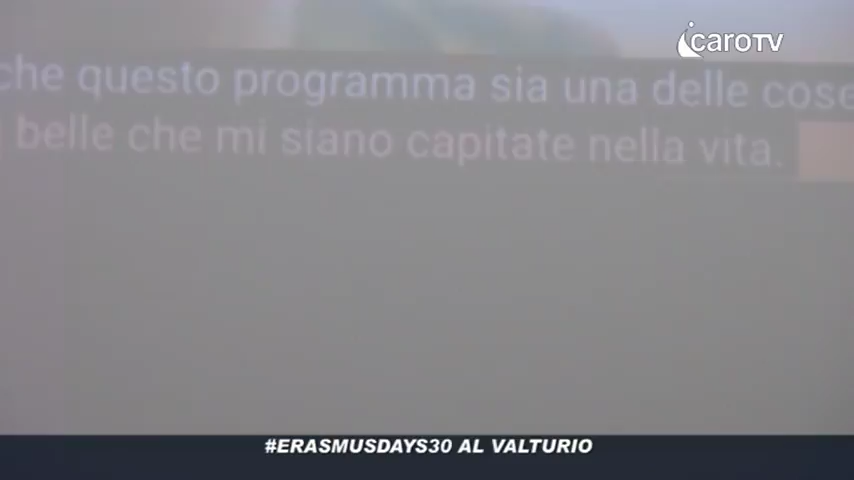 icaroTV
che questo programma sia una delle cose
belle che mi siano capitate nella vita.
#ERASMUSDAYS30 AL VALTURIO